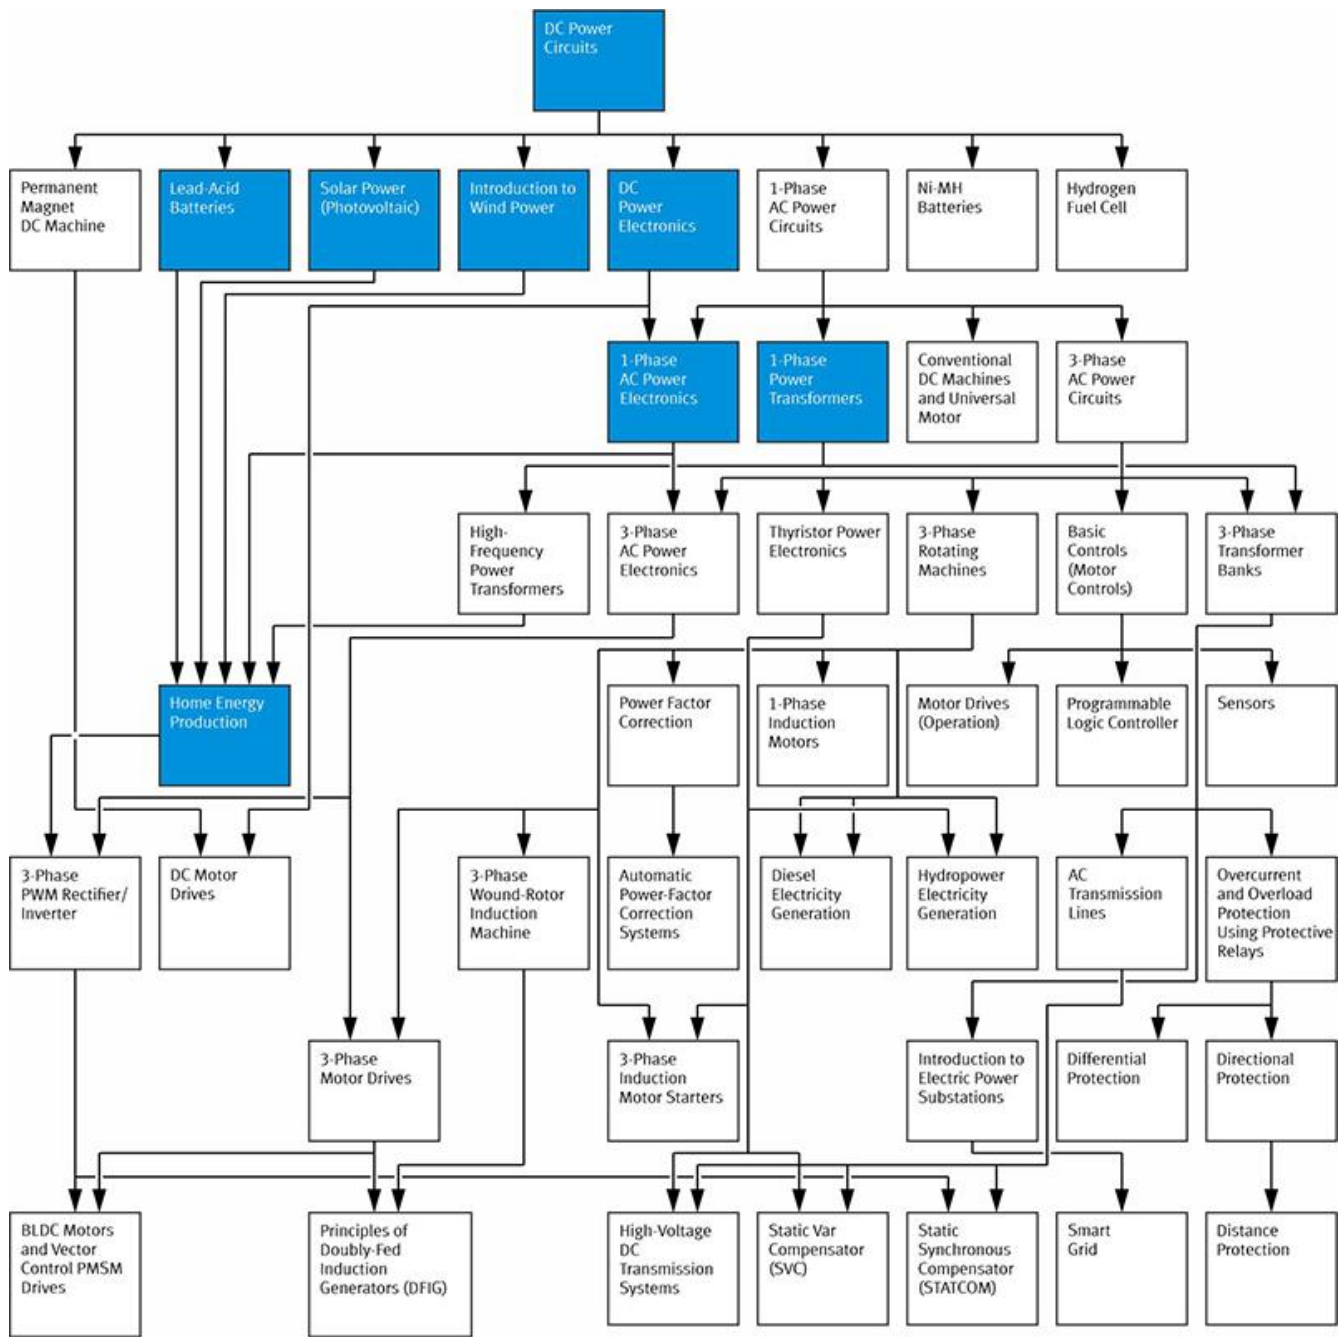 DC Power
Circuits
Permanent
Magnet
DC Machine
Lead-Acid
Batteries
Solar Power
(Photovoltaic)
Introduction to
Wind Power
DC
Power
Electronics
1-Phase
AC Power
Circuits
Ni-MH
Batteries
Hydrogen
Fuel Cell
1-Phase
AC Power
Electronics
1-Phase
Power
Transformers
Conventional
DC Machines
and Universal
Motor
3-Phase
AC Power
Circuits
High-
Frequency
Power
Transformers
3-Phase
AC Power
Electronics
Thyristor Power
Electronics
3-Phase
Rotating
Machines
Basic
Controls
(Motor
Controls)
3-Phase
Transformer
Banks
Home Energy
Production
Power Factor
Correction
1-Phase
Induction
Motors
Motor Drives
(Operation)
Programmable
Logic Controller
Sensors
3-Phase
PWM Rectifier/
Inverter
DC Motor
Drives
3-Phase
Wound-Rotor
Induction
Machine
Automatic
Power-Factor
Correction
Systems
Diesel
Electricity
Generation
Hydropower
Electricity
Generation
AC
Transmission
Lines
Overcurrent
and Overload
Protection
Using Protective
Relays
3-Phase
Motor Drives
3-Phase
Induction
Motor Starters
Introduction to
Electric Power
Substations
Differential
Protection
Directional
Protection
BLDC Motors
and Vector
Control PMSM
Drives
Principles of
Doubly-Fed
Induction
Generators (DFIG)
High-Voltage
DC
Transmission
Systems
Static Var
Compensator
(SVC)
Static
Synchronous
Compensator
(STATCOM)
Smart
Grid
Distance
Protection